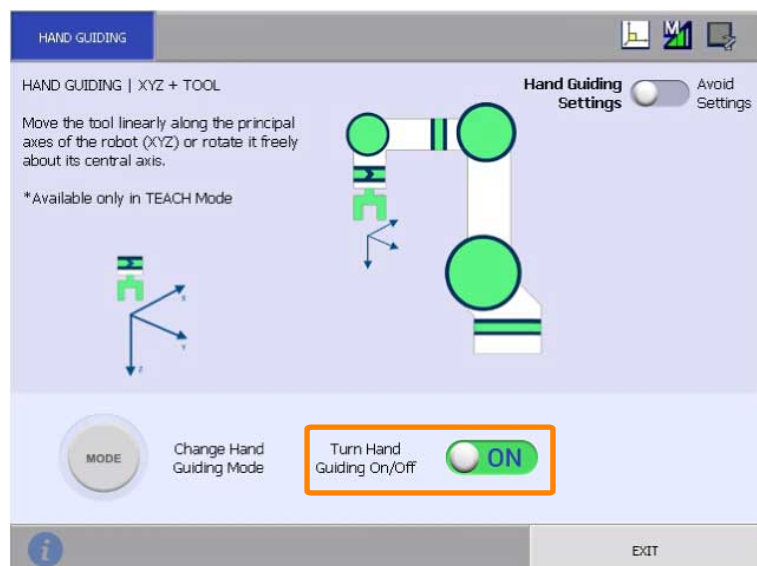 HAND GUIDING
HAND GUIDING | XYZ + TOOL
Move the tool linearly along the principal
axes of the robot (XYZ) or rotate it freely
about its central axis.
*Available only in TEACH Mode
Hand Guiding
Settings
Avoid
Settings
X
Y
Z
MODE
Change Hand
Guiding Mode
Turn Hand
Guiding On/Off
ON
EXIT